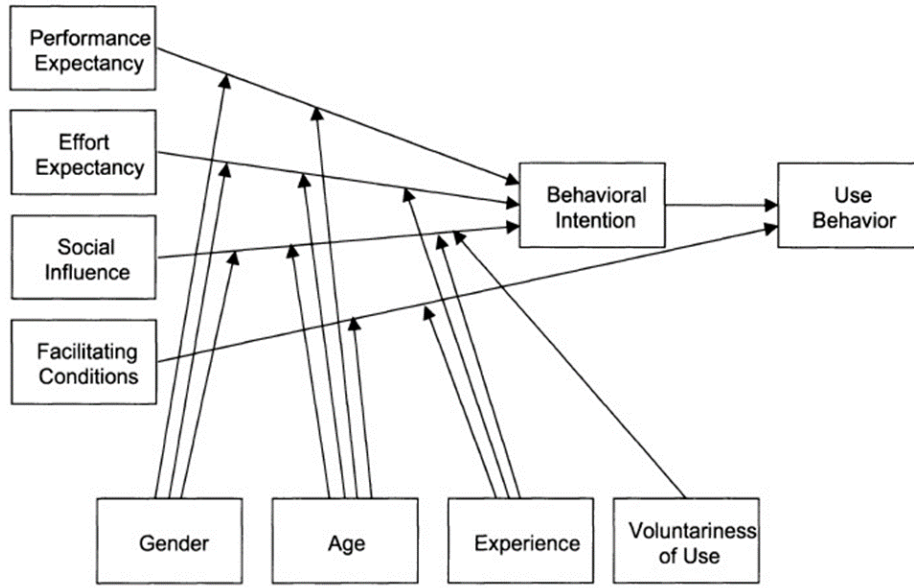 Performance
Expectancy
Effort
Expectancy
Social
Influence
Facilitating
Conditions
Behavioral
Intention
Use
Behavior
Gender
Age
Experience
Voluntariness
of Use